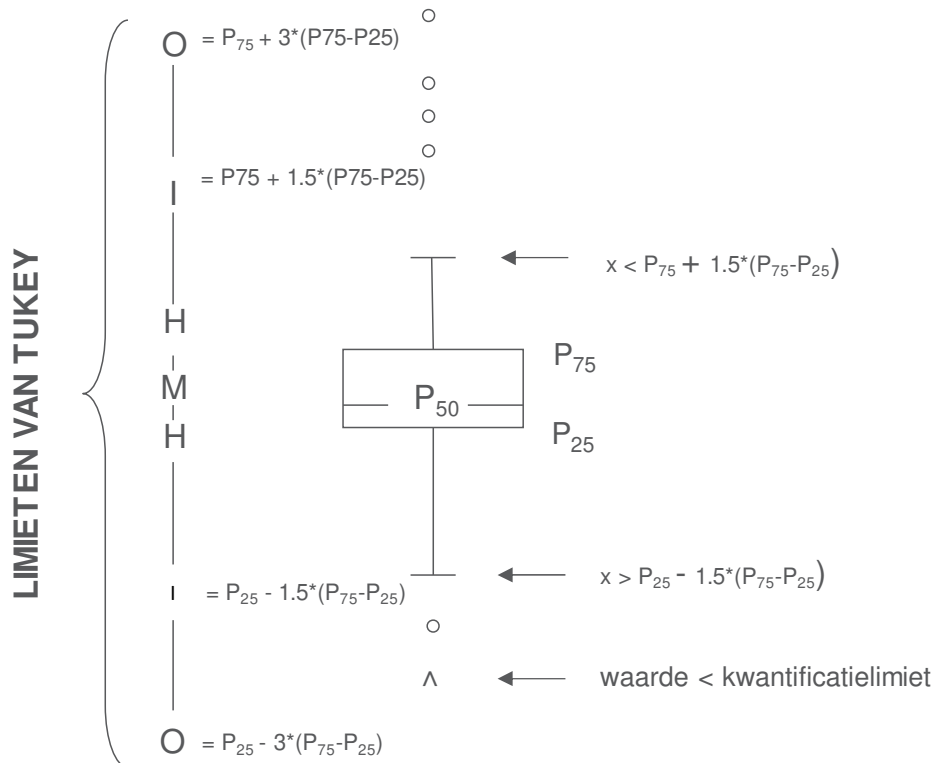 LIMIETEN VAN TUKEY
O = P75 + 3*(P75-P25)
I = P75 + 1.5*(P75-P25)
H
M
H
I = P25 - 1.5*(P75-P25)
O = P25 - 3*(P75-P25)
x < P75 + 1.5*(P75-P25)
P75
P50
P25
x > P25 - 1.5*(P75-P25)
^ waarde < kwantificatielimiet